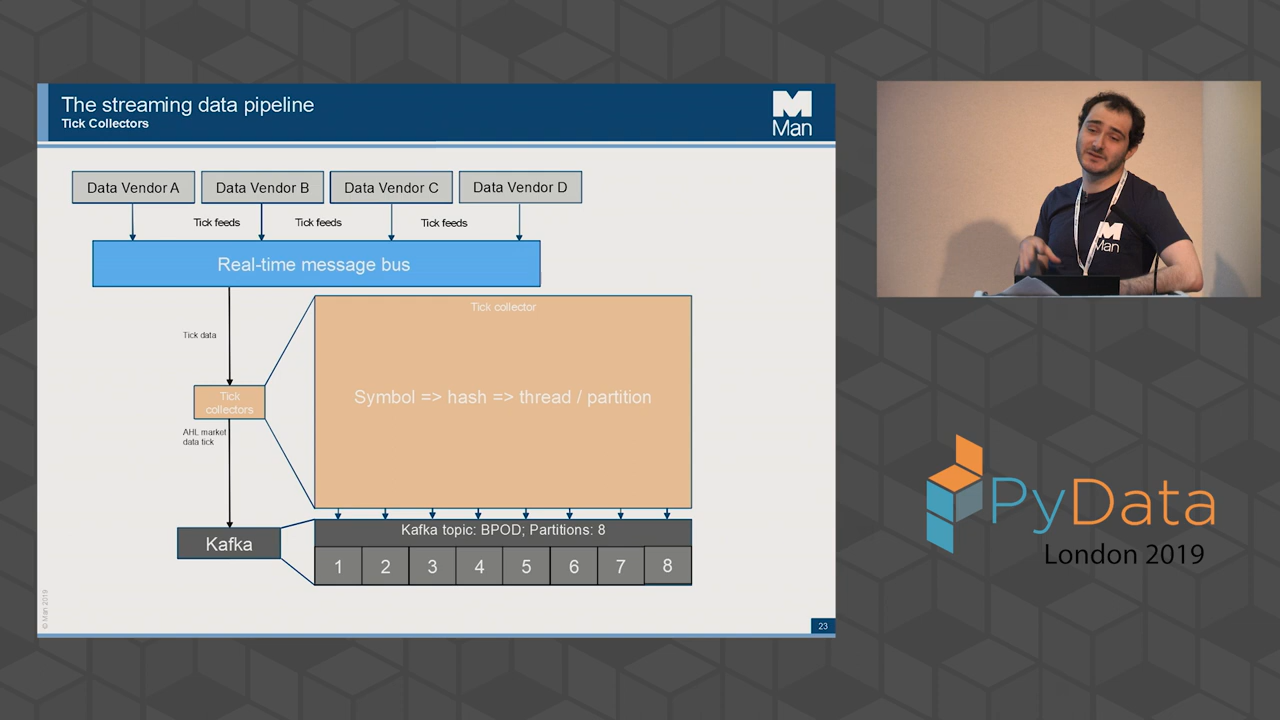 The streaming data pipeline
Tick Collectors
Man
Data Vendor A
Data Vendor B
Data Vendor C
Data Vendor D
Tick feeds
Tick feeds
Tick feeds
Real-time message bus
Tick data
Tick
collectors
AHL market
data tick
Kafka
Tick collector
Symbol => hash => thread / partition
Kafka topic: BPOD; Partitions: 8
1 2 3 4 5 6 7 8
© Man 2019
23
Man
PyData
London 2019